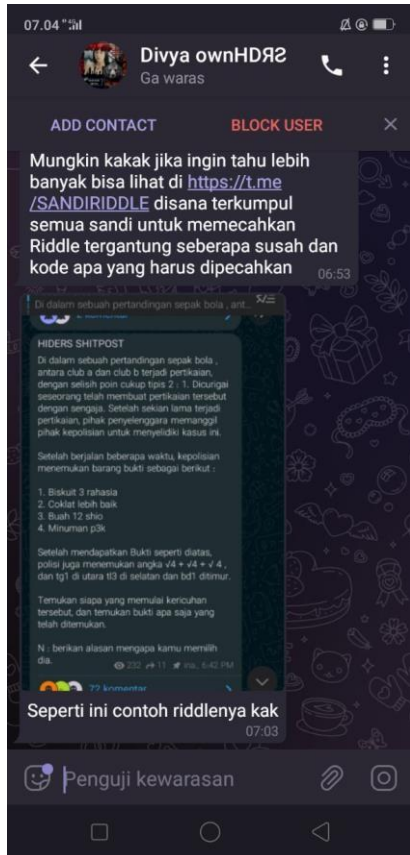 07.04
Divya ownHDЯƧ
Ga waras
ADD CONTACT
BLOCK USER
Mungkin kakak jika ingin tahu lebih
banyak bisa lihat di https://t.me
/SANDIRIDDLE disana terkumpul
semua sandi untuk memecahkan
Riddle tergantung seberapa susah dan
kode apa yang harus dipecahkan
06:53
Di dalam sebuah pertandingan sepak bola , ant..
HIDERS SHITPOST
Di dalam sebuah pertandingan sepak bola ,
antara club a dan club b terjadi pertikaian,
dengan selisih poin cukup tipis 2 : 1. Dicurigai
seseorang telah membuat pertikaian tersebut
dengan sengaja. Setelah sekian lama terjadi
pertikaian, pihak penyelenggara memanggil
pihak kepolisian untuk menyelidiki kasus ini.
Setelah berjalan beberapa waktu, kepolisian
menemukan barang bukti sebagai berikut :
1. Biskuit 3 rahasia
2. Coklat lebih baik
3. Buah 12 shio
4. Minuman p3k
Setelah mendapatkan Bukti seperti diatas,
polisi juga menemukan angka √4 + √4 + √ 4 ,
dan tg1 di utara tl3 di selatan dan bd1 ditimur.
Temukan siapa yang memulai kericuhan
tersebut, dan temukan bukti apa saja yang
telah ditemukan.
N : berikan alasan mengapa kamu memilih
dia.
232 11 ria, 6:42 PM
72 komentar
Seperti ini contoh riddlenya kak
07:03
Penguji kewarasan